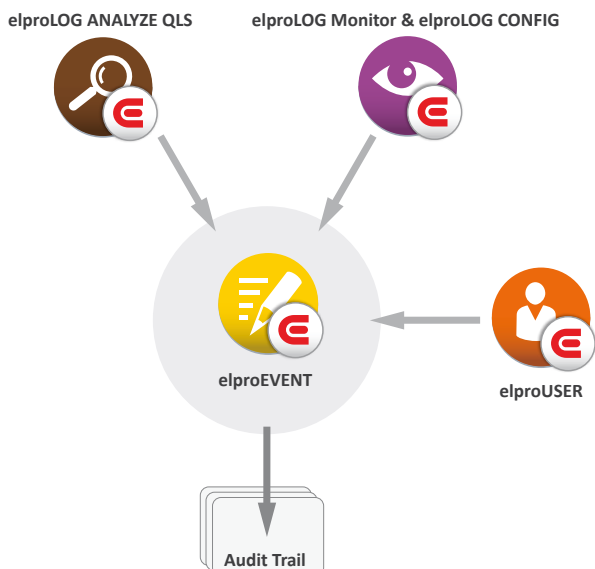 elproLOG ANALYZE QLS
elproLOG Monitor & elproLOG CONFIG
elproEVENT
elproUSER
Audit Trail